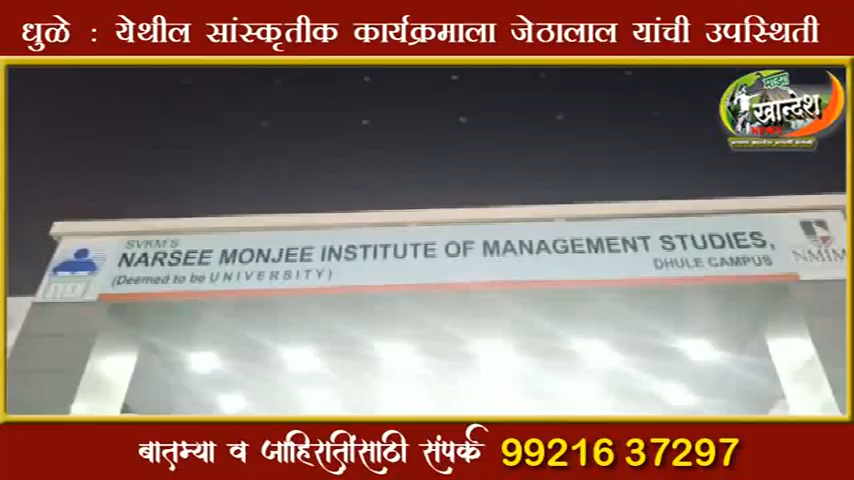 धुळे : येथील सांस्कृतीक कार्यक्रमाला जेठालाल यांची उपस्थिती
माझा
खान्देश
NEWS
SVKM'S
NARSEE MONJEE INSTITUTE OF MANAGEMENT STUDIES,
(Deemed to be UNIVERSITY)
DHULE CAMPUS
NMIM
बातम्या व जाहिरातींसाठी संपर्क 99216 37297